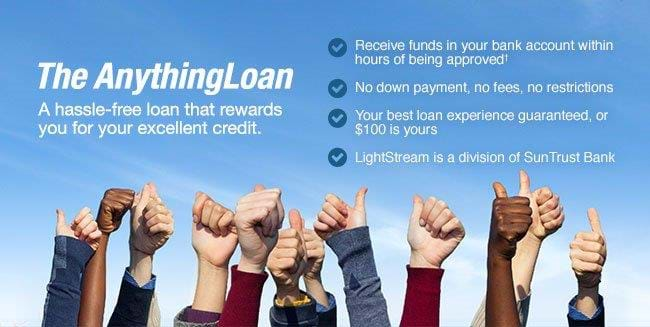 The AnythingLoan
A hassle-free loan that rewards
you for your excellent credit.
Receive funds in your bank account within
hours of being approved†
No down payment, no fees, no restrictions
Your best loan experience guaranteed, or
$100 is yours
LightStream is a division of SunTrust Bank